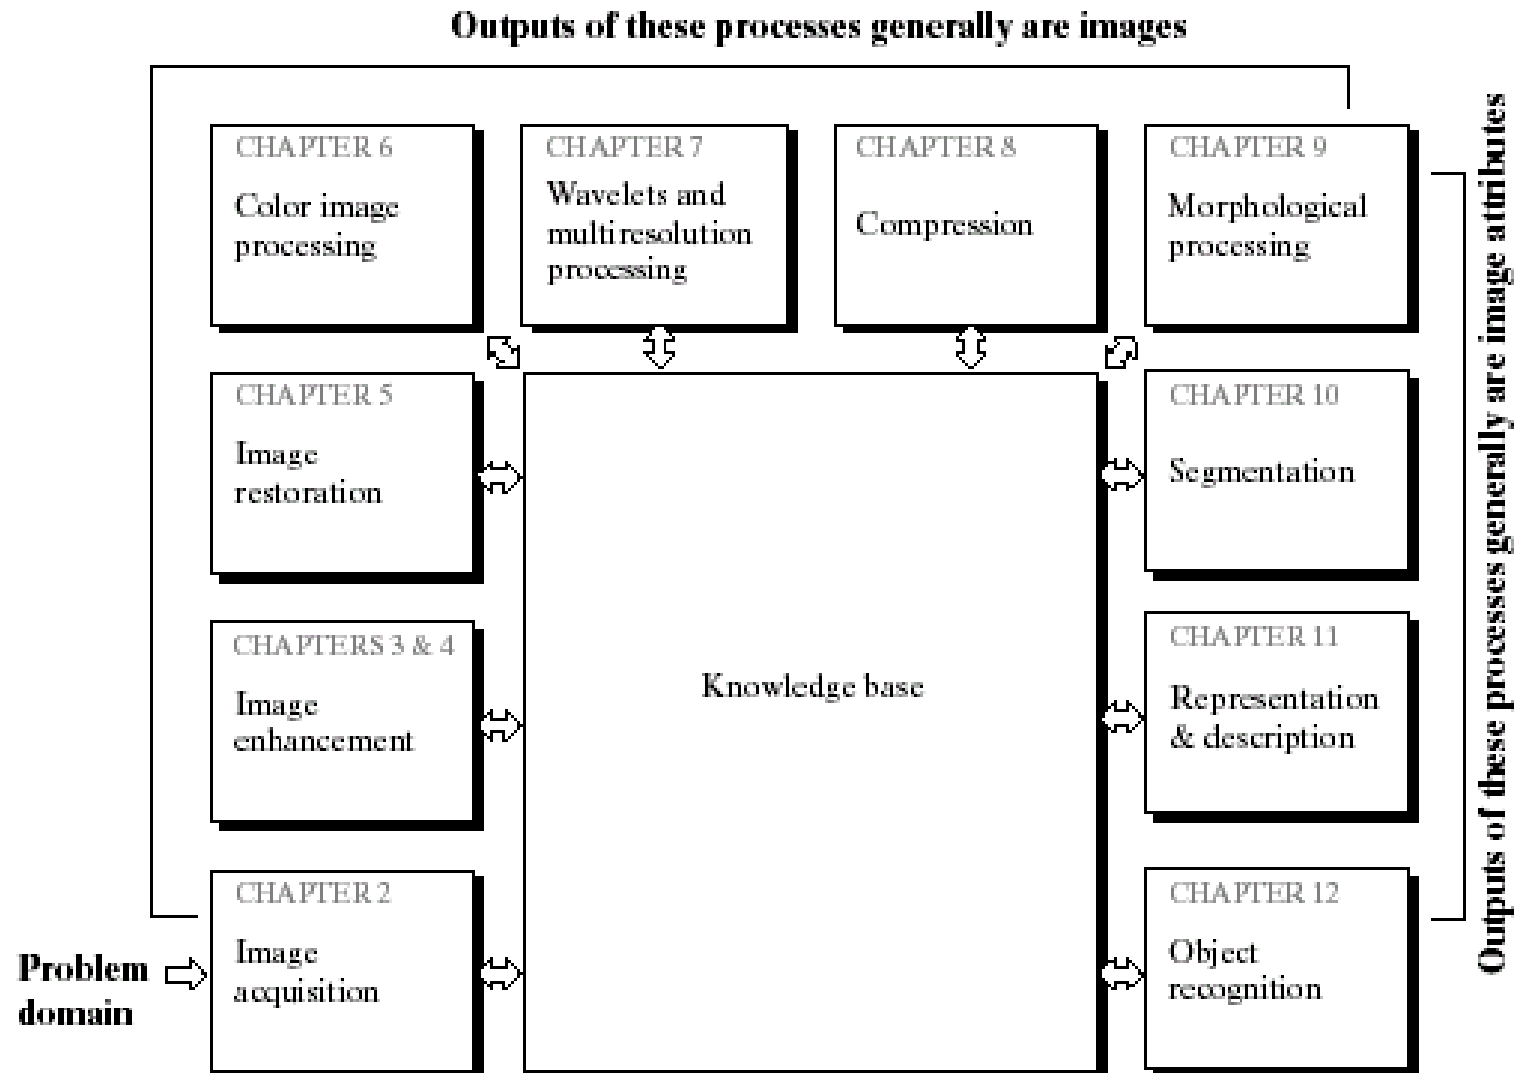 Outputs of these processes generally are images
CHAPTER 6
Color image
processing
CHAPTER 7
Wavelets and
multiresolution
processing
CHAPTER 8
Compression
CHAPTER 9
Morphological
processing
CHAPTER 5
Image
restoration
CHAPTERS 3 & 4
Image
enhancement
CHAPTER 2
Image
acquisition
Problem
domain
Knowledge base
CHAPTER 10
Segmentation
CHAPTER 11
Representation
& description
CHAPTER 12
Object
recognition
Outputs of these processes generally are image attributes